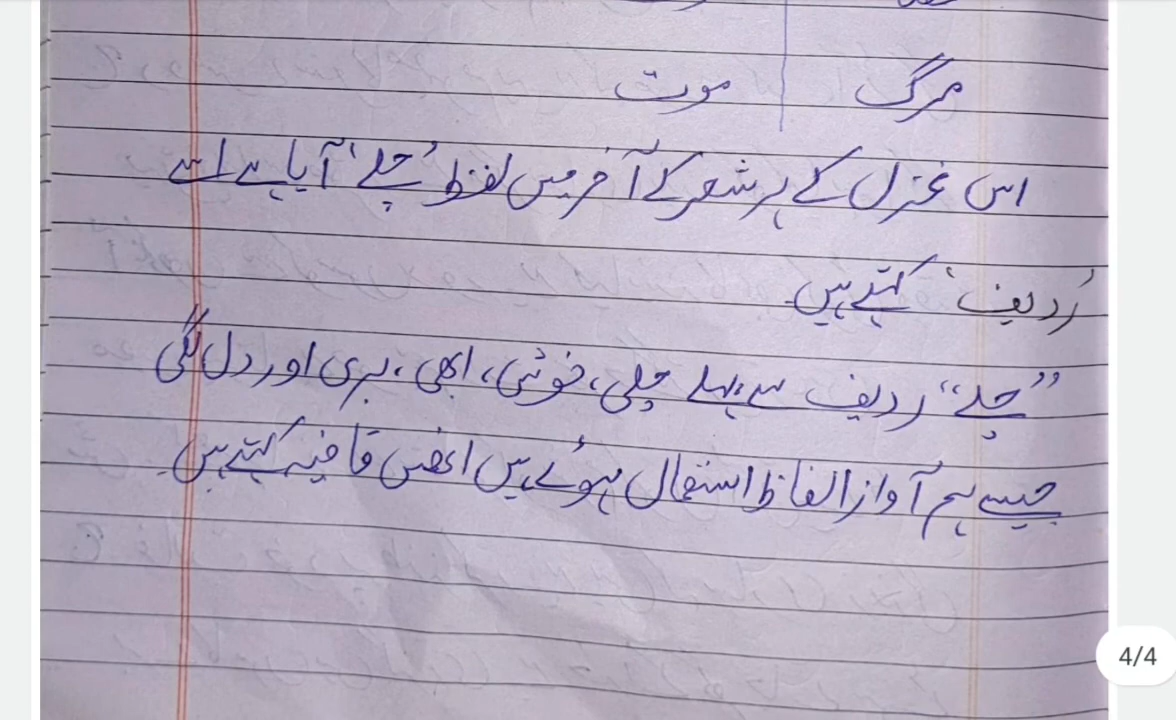 مرگ موت
اس غزل کے ہر شعر کے آخر میں لفظ 'چلے' آیا ہے اسے
'ردیف' کہتے ہیں
"چلے" ردیف سے پہلے چلی، خوشی، ابھی، بری اور دل لگی
جیسے ہم آواز الفاظ استعمال ہوئے ہیں انھیں قافیہ کہتے ہیں۔
4/4